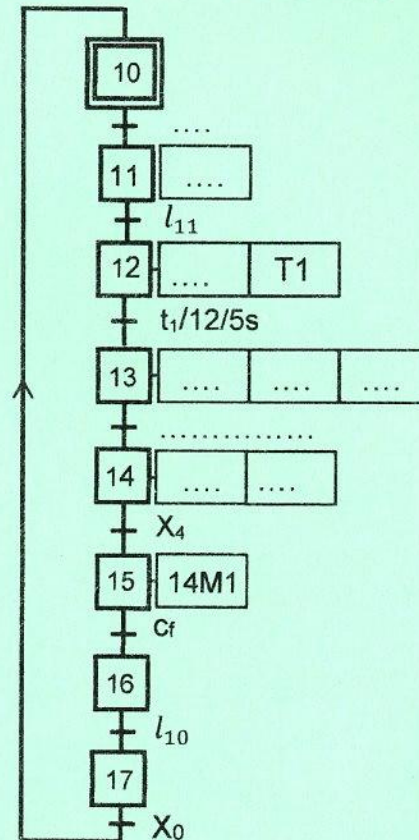 10
....
11 ....
l₁₁
12 .... T1
t₁/12/5s
13 .... .... ....
...............
14 .... ....
X₄
15 14M1
Cf
16
l₁₀
17
X₀